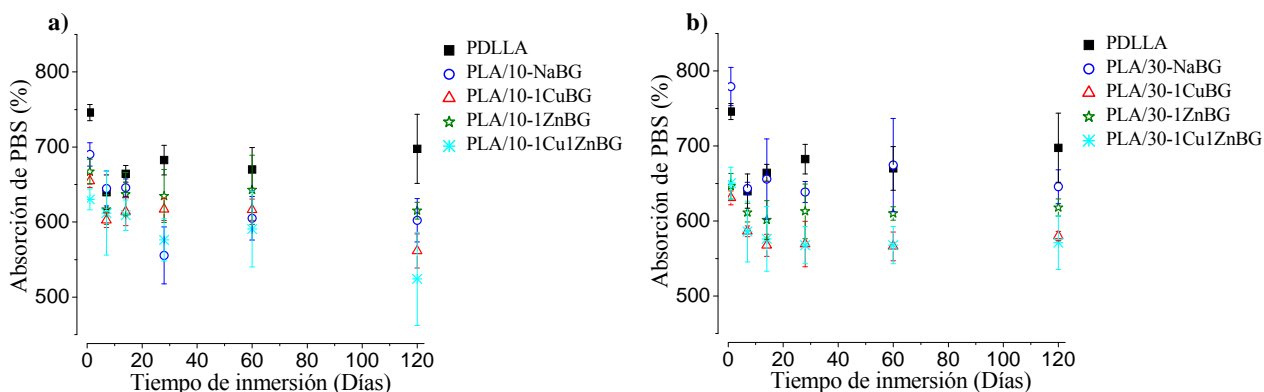 a)
Absorción de PBS (%)
800
700
600
500
0 20 40 60 80 100 120
Tiempo de inmersión (Días)
PDLLA
PLA/10-NaBG
PLA/10-1CuBG
PLA/10-1ZnBG
PLA/10-1Cu1ZnBG
b)
Absorción de PBS (%)
800
700
600
500
0 20 40 60 80 100 120
Tiempo de inmersión (Días)
PDLLA
PLA/30-NaBG
PLA/30-1CuBG
PLA/30-1ZnBG
PLA/30-1Cu1ZnBG